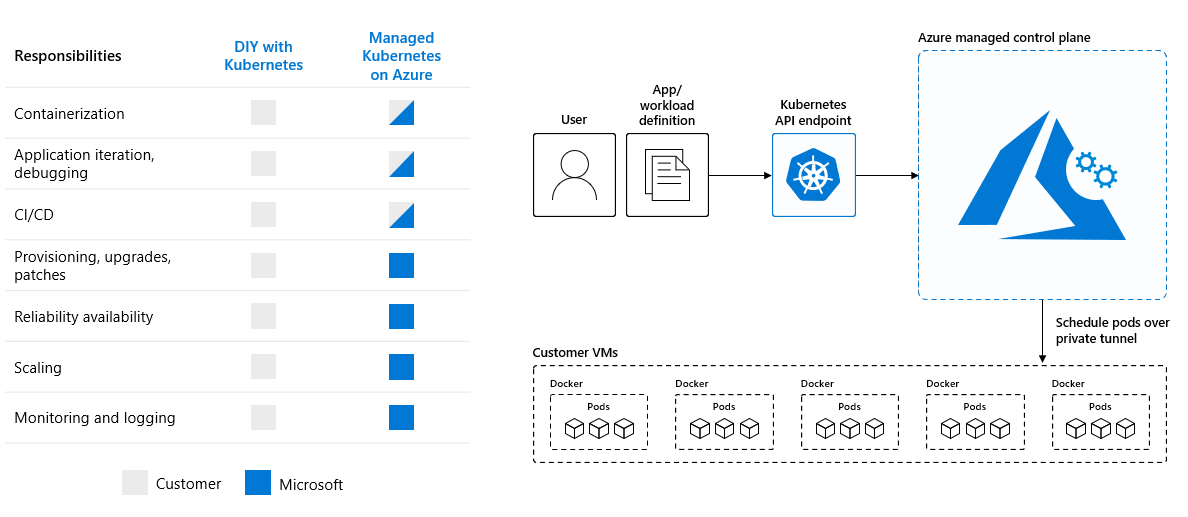 Responsibilities
DIY with
Kubernetes
Managed
Kubernetes
on Azure
Containerization
Application iteration,
debugging
CI/CD
Provisioning, upgrades,
patches
Reliability availability
Scaling
Monitoring and logging
Customer
Microsoft
Azure managed control plane
User
App/
workload
definition
Kubernetes
API endpoint
Schedule pods over
private tunnel
Customer VMs
Docker
Pods
Docker
Pods
Docker
Pods
Docker
Pods
Docker
Pods